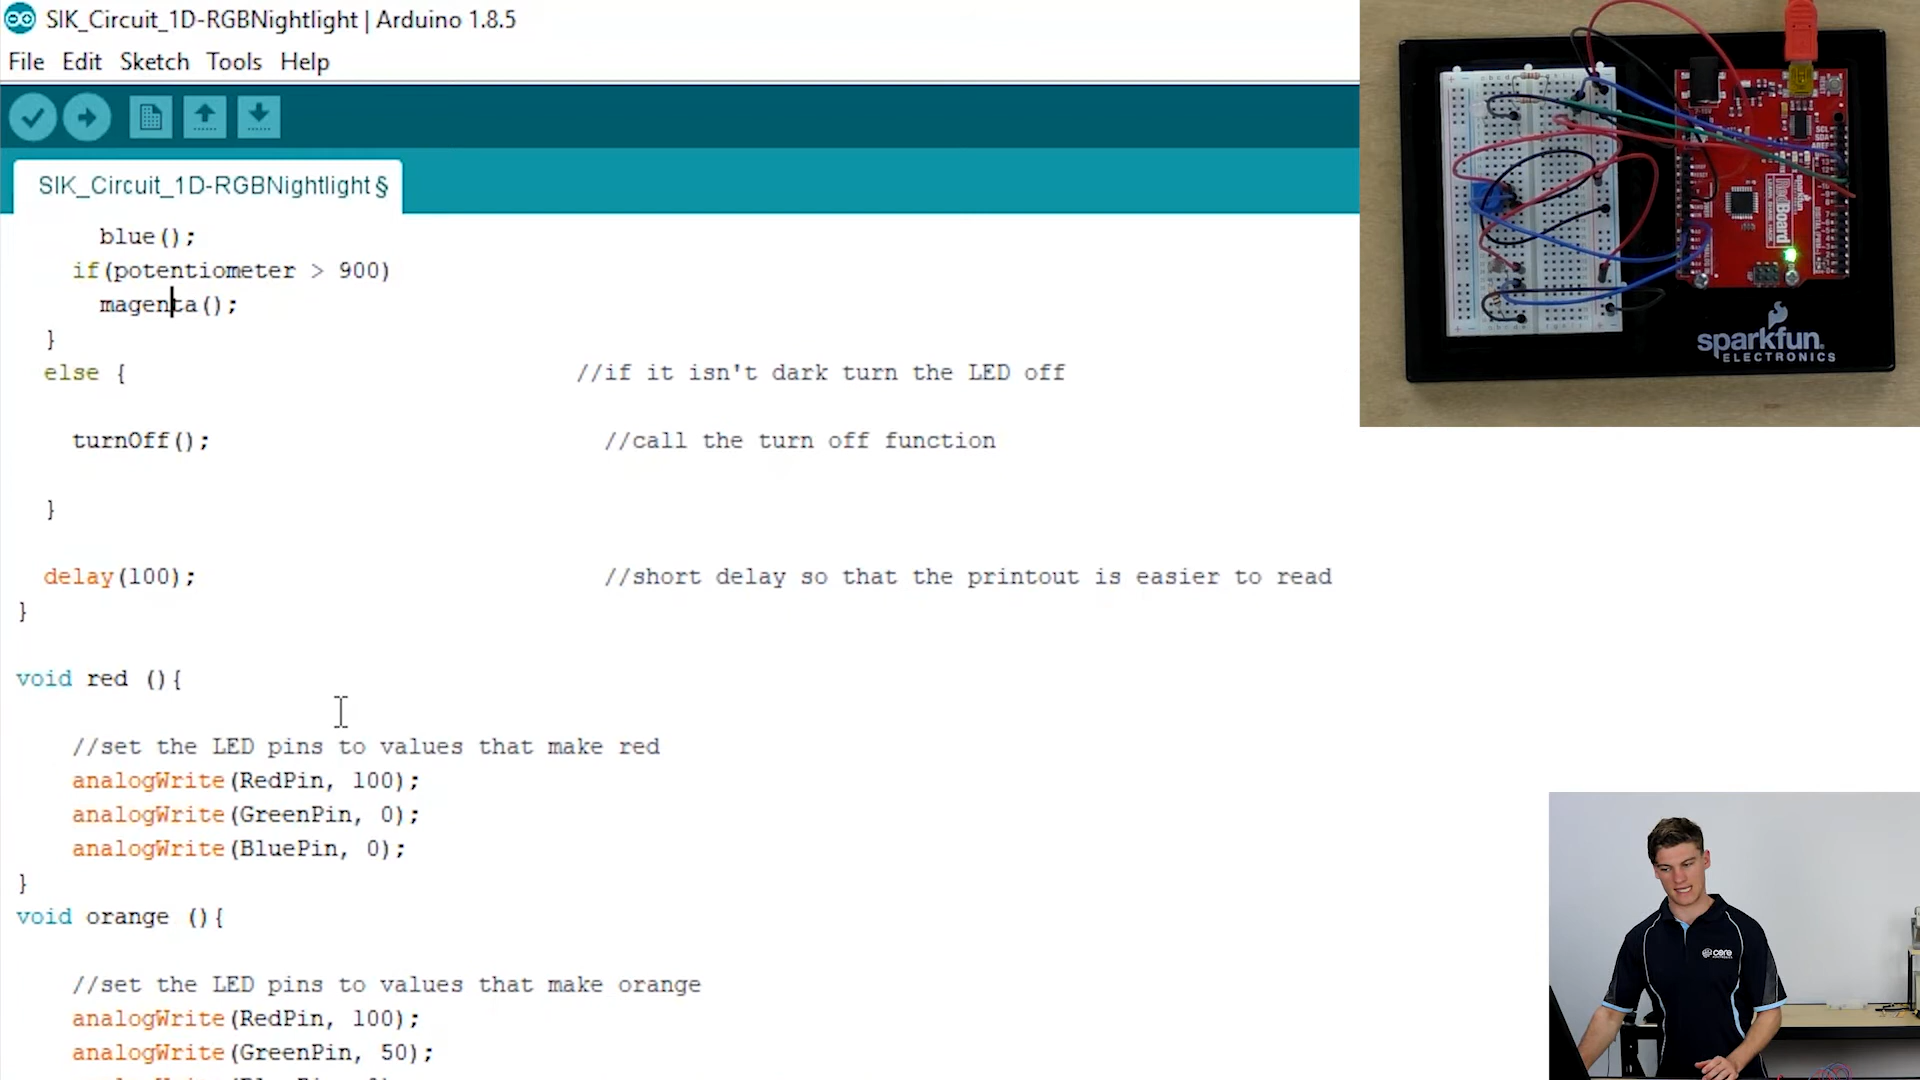 SIK_Circuit_1D-RGBNightlight | Arduino 1.8.5
File Edit Sketch Tools Help
SIK_Circuit_1D-RGBNightlight §
blue();
if(potentiometer > 900)
magenta();
}
else { //if it isn't dark turn the LED off
turnOff(); //call the turn off function
}
delay(100); //short delay so that the printout is easier to read
}
void red (){
//set the LED pins to values that make red
analogWrite(RedPin, 100);
analogWrite(GreenPin, 0);
analogWrite(BluePin, 0);
}
void orange (){
//set the LED pins to values that make orange
analogWrite(RedPin, 100);
analogWrite(GreenPin, 50);
RedBoard
sparkfun
ELECTRONICS
core